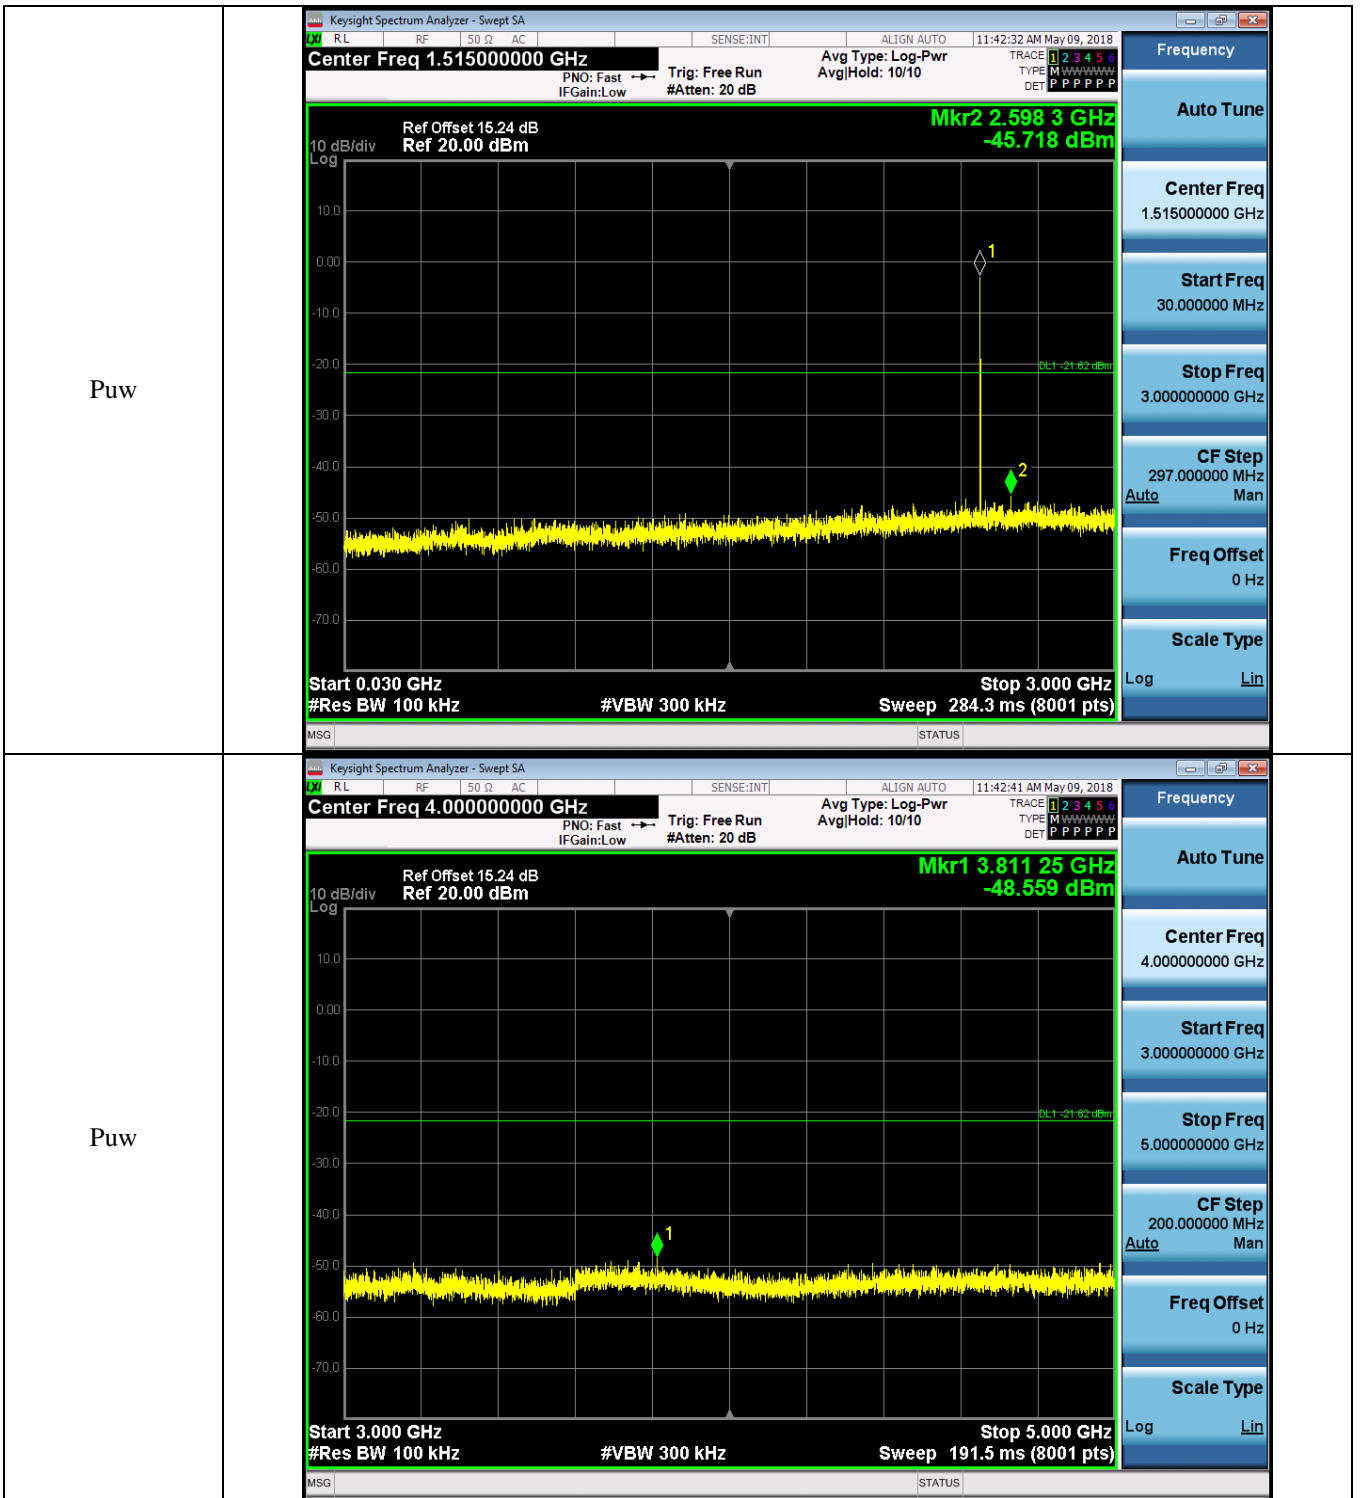 Puw
Keysight Spectrum Analyzer - Swept SA
LXI RL RF 50 Ω AC SENSE:INT ALIGN AUTO 11:42:32 AM May 09, 2018
Center Freq 1.515000000 GHz
PNO: Fast
IFGain:Low
Trig: Free Run
#Atten: 20 dB
Avg Type: Log-Pwr
Avg|Hold: 10/10
TRACE 1 2 3 4 5 6
TYPE M WWWWW
DET P P P P P P
Mkr2 2.598 3 GHz
-45.718 dBm
Ref Offset 15.24 dB
10 dB/div Ref 20.00 dBm
Log
10.0
0.00
-10.0
-20.0
-30.0
-40.0
-50.0
-60.0
-70.0
1
DL1 -21.62 dBm
2
Start 0.030 GHz Stop 3.000 GHz
#Res BW 100 kHz #VBW 300 kHz Sweep 284.3 ms (8001 pts)
MSG STATUS
Frequency
Auto Tune
Center Freq
1.515000000 GHz
Start Freq
30.000000 MHz
Stop Freq
3.000000000 GHz
CF Step
297.000000 MHz
Auto Man
Freq Offset
0 Hz
Scale Type
Log Lin
Puw
Keysight Spectrum Analyzer - Swept SA
LXI RL RF 50 Ω AC SENSE:INT ALIGN AUTO 11:42:41 AM May 09, 2018
Center Freq 4.000000000 GHz
PNO: Fast
IFGain:Low
Trig: Free Run
#Atten: 20 dB
Avg Type: Log-Pwr
Avg|Hold: 10/10
TRACE 1 2 3 4 5 6
TYPE M WWWWW
DET P P P P P P
Mkr1 3.811 25 GHz
-48.559 dBm
Ref Offset 15.24 dB
10 dB/div Ref 20.00 dBm
Log
10.0
0.00
-10.0
-20.0
-30.0
-40.0
-50.0
-60.0
-70.0
DL1 -21.62 dBm
1
Start 3.000 GHz Stop 5.000 GHz
#Res BW 100 kHz #VBW 300 kHz Sweep 191.5 ms (8001 pts)
MSG STATUS
Frequency
Auto Tune
Center Freq
4.000000000 GHz
Start Freq
3.000000000 GHz
Stop Freq
5.000000000 GHz
CF Step
200.000000 MHz
Auto Man
Freq Offset
0 Hz
Scale Type
Log Lin